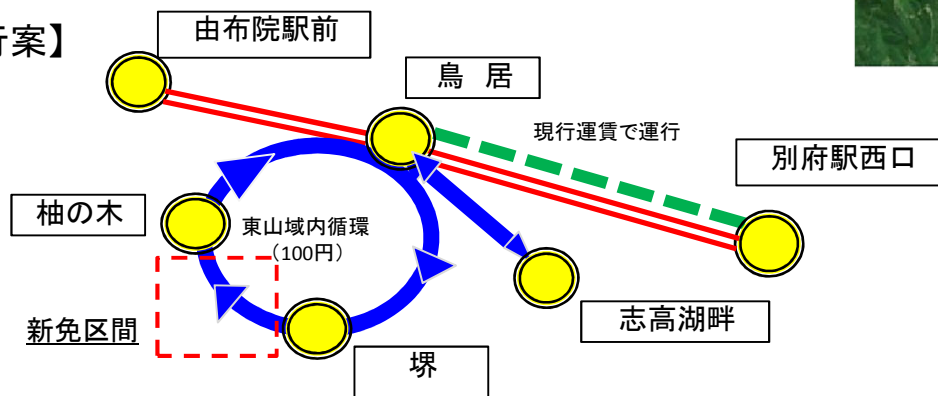 行案】
由布院駅前
鳥 居
現行運賃で運行
別府駅西口
柚の木
東山域内循環
（100円）
新免区間
志高湖畔
堺